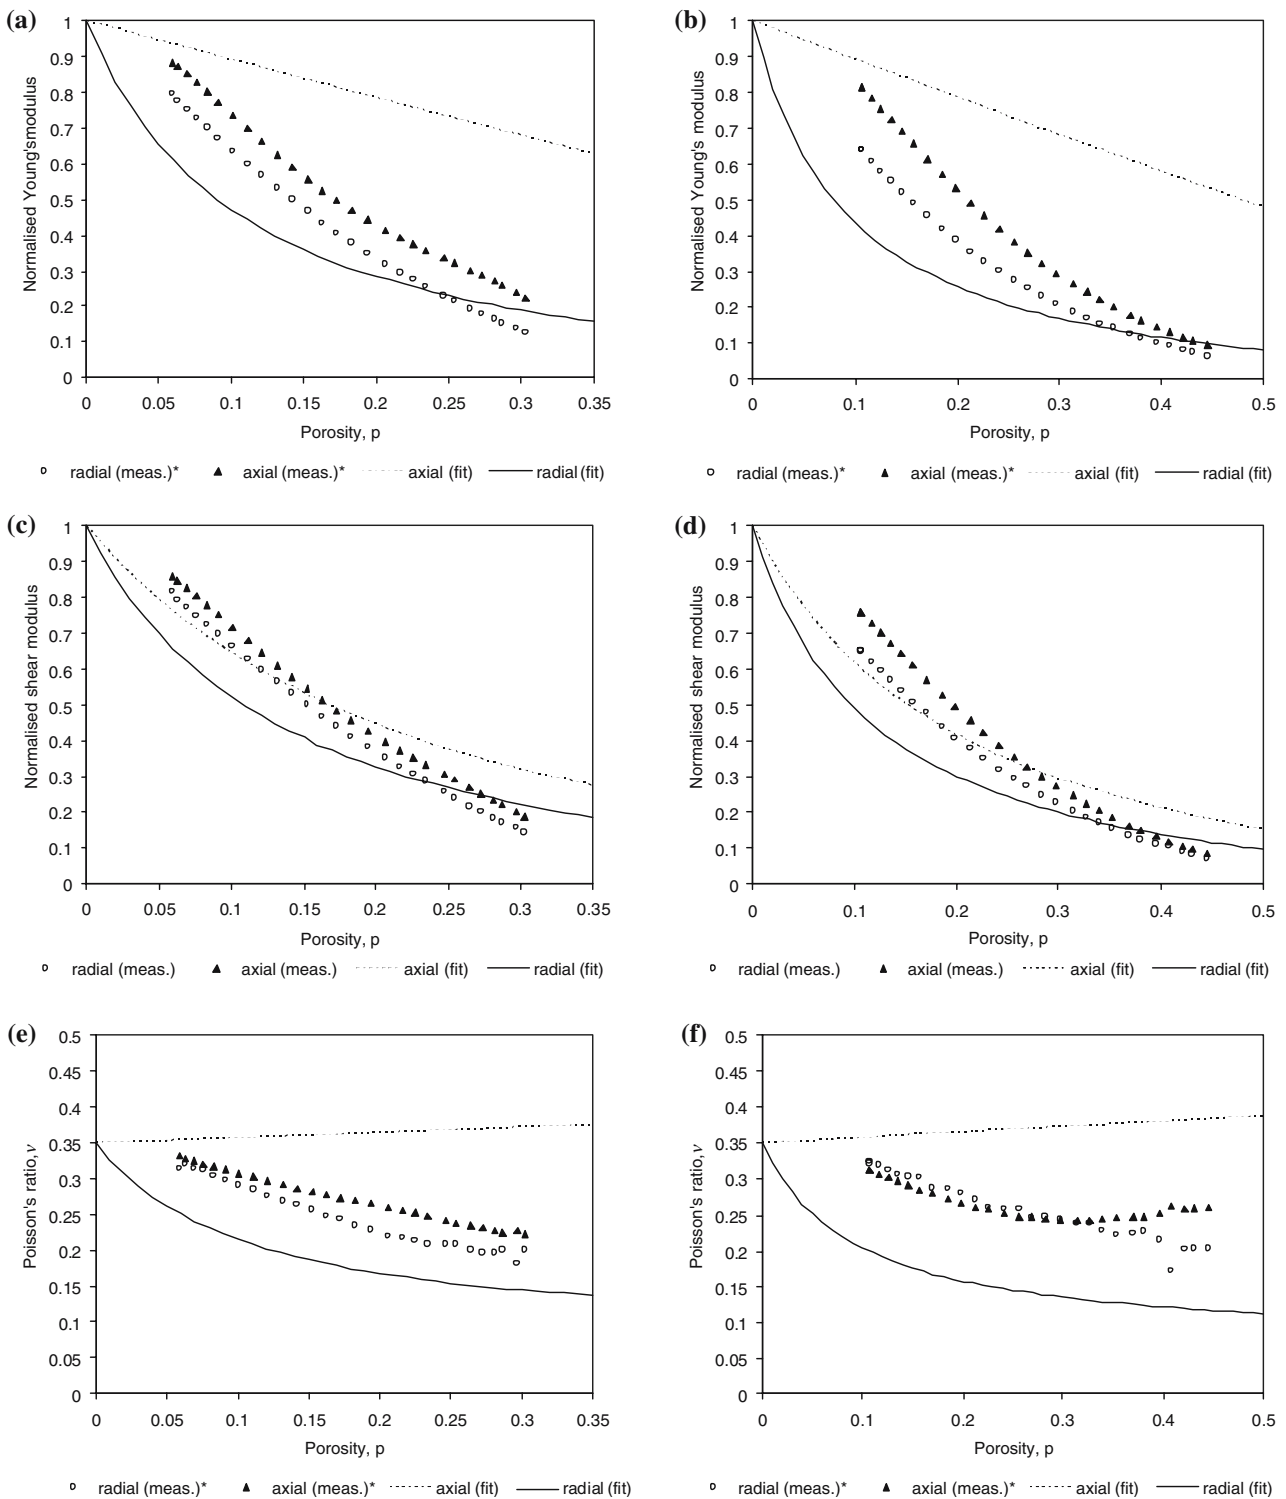 (a)
Normalised Young'smodulus
1
0.9
0.8
0.7
0.6
0.5
0.4
0.3
0.2
0.1
0
0 0.05 0.1 0.15 0.2 0.25 0.3 0.35
Porosity, p
radial (meas.)* axial (meas.)* axial (fit) radial (fit)
(b)
Normalised Young's modulus
1
0.9
0.8
0.7
0.6
0.5
0.4
0.3
0.2
0.1
0
0 0.1 0.2 0.3 0.4 0.5
Porosity, p
radial (meas.)* axial (meas.)* axial (fit) radial (fit)
(c)
Normalised shear modulus
1
0.9
0.8
0.7
0.6
0.5
0.4
0.3
0.2
0.1
0
0 0.05 0.1 0.15 0.2 0.25 0.3 0.35
Porosity, p
radial (meas.) axial (meas.) axial (fit) radial (fit)
(d)
Normalised shear modulus
1
0.9
0.8
0.7
0.6
0.5
0.4
0.3
0.2
0.1
0
0 0.1 0.2 0.3 0.4 0.5
Porosity, p
radial (meas.) axial (meas.) axial (fit) radial (fit)
(e)
Poisson's ratio, ν
0.5
0.45
0.4
0.35
0.3
0.25
0.2
0.15
0.1
0.05
0
0 0.05 0.1 0.15 0.2 0.25 0.3 0.35
Porosity, p
radial (meas.)* axial (meas.)* axial (fit) radial (fit)
(f)
Poisson's ratio, ν
0.5
0.45
0.4
0.35
0.3
0.25
0.2
0.15
0.1
0.05
0
0 0.1 0.2 0.3 0.4 0.5
Porosity, p
radial (meas.)* axial (meas.)* axial (fit) radial (fit)